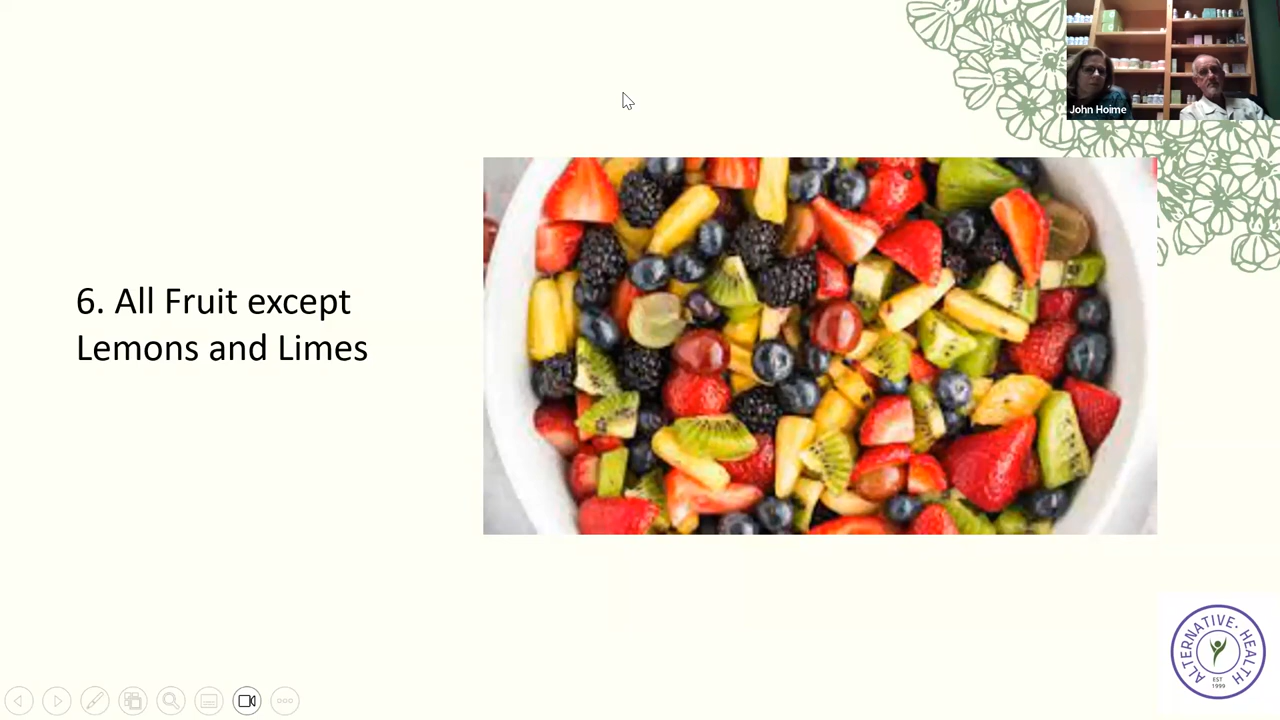 John Hoime
6. All Fruit except
Lemons and Limes
ALTERNATIVE· HEALTH
EST
1999